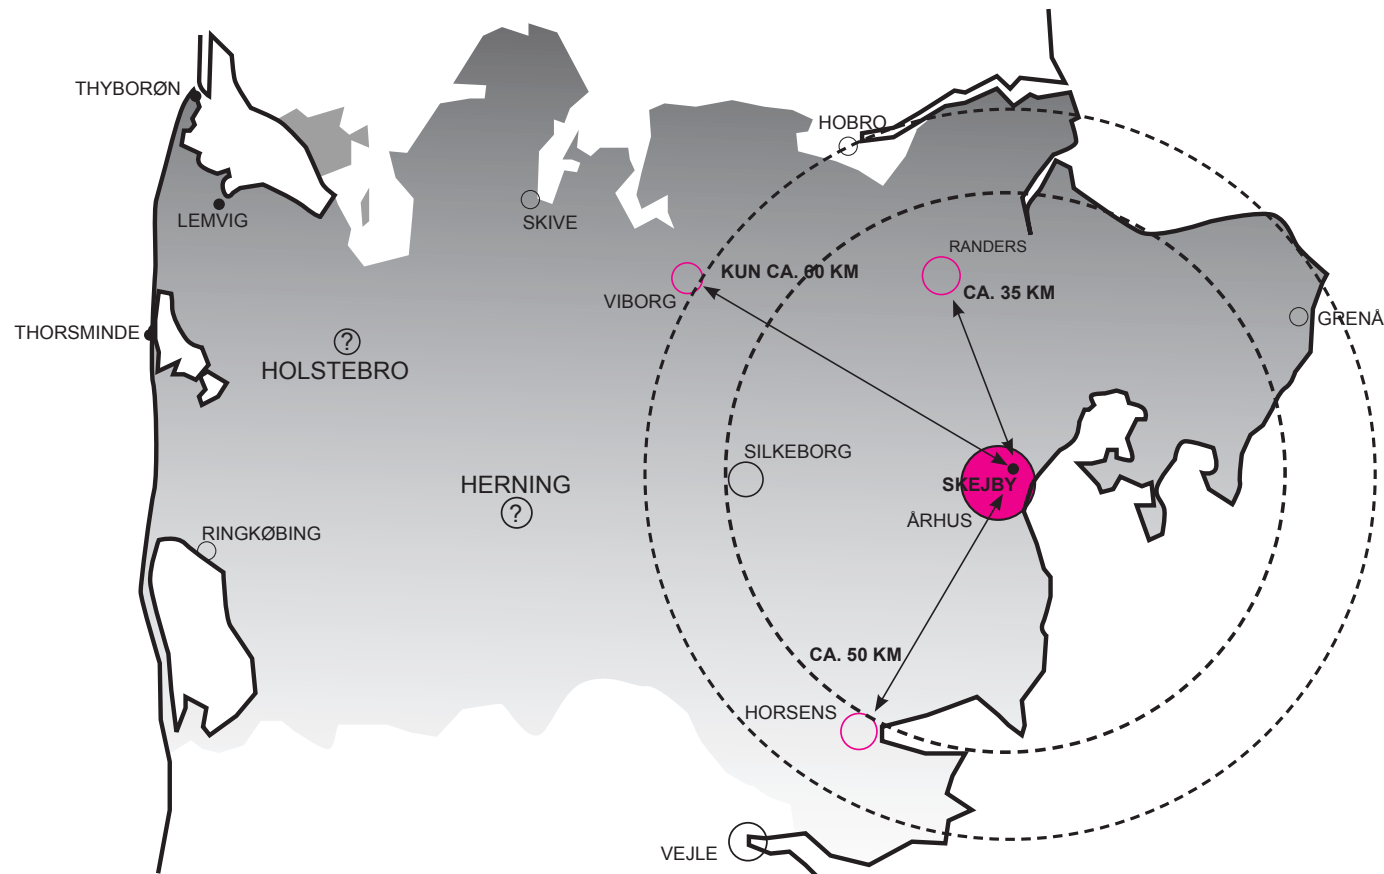 THYBORØN
HOBRO
LEMVIG
SKIVE
RANDERS
KUN CA. 60 KM
VIBORG
CA. 35 KM
THORSMINDE
GRENÅ
?
HOLSTEBRO
SILKEBORG
HERNING
SKEJBY
?
ÅRHUS
RINGKØBING
CA. 50 KM
HORSENS
VEJLE